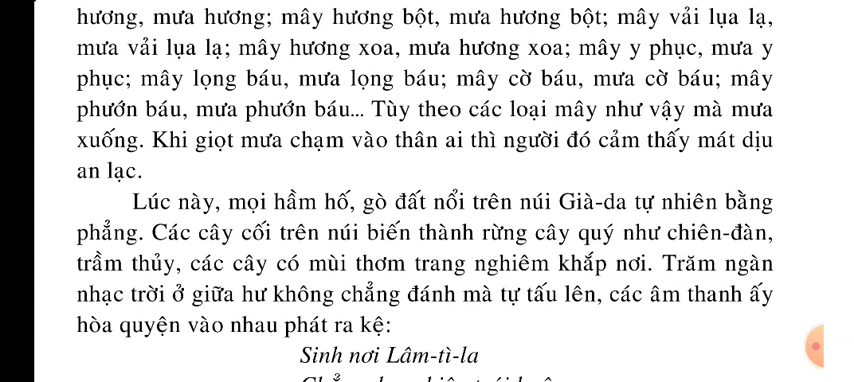 hương, mưa hương; mây hương bột, mưa hương bột; mây vải lụa lạ,
mưa vải lụa lạ; mây hương xoa, mưa hương xoa; mây y phục, mưa y
phục; mây lọng báu, mưa lọng báu; mây cờ báu, mưa cờ báu; mây
phướn báu, mưa phướn báu... Tùy theo các loại mây như vậy mà mưa
xuống. Khi giọt mưa chạm vào thân ai thì người đó cảm thấy mát dịu
an lạc.
Lúc này, mọi hầm hố, gò đất nổi trên núi Già-da tự nhiên bằng
phẳng. Các cây cối trên núi biến thành rừng cây quý như chiên-đàn,
trầm thủy, các cây có mùi thơm trang nghiêm khắp nơi. Trăm ngàn
nhạc trời ở giữa hư không chẳng đánh mà tự tấu lên, các âm thanh ấy
hòa quyện vào nhau phát ra kệ:
Sinh nơi Lâm-tì-la